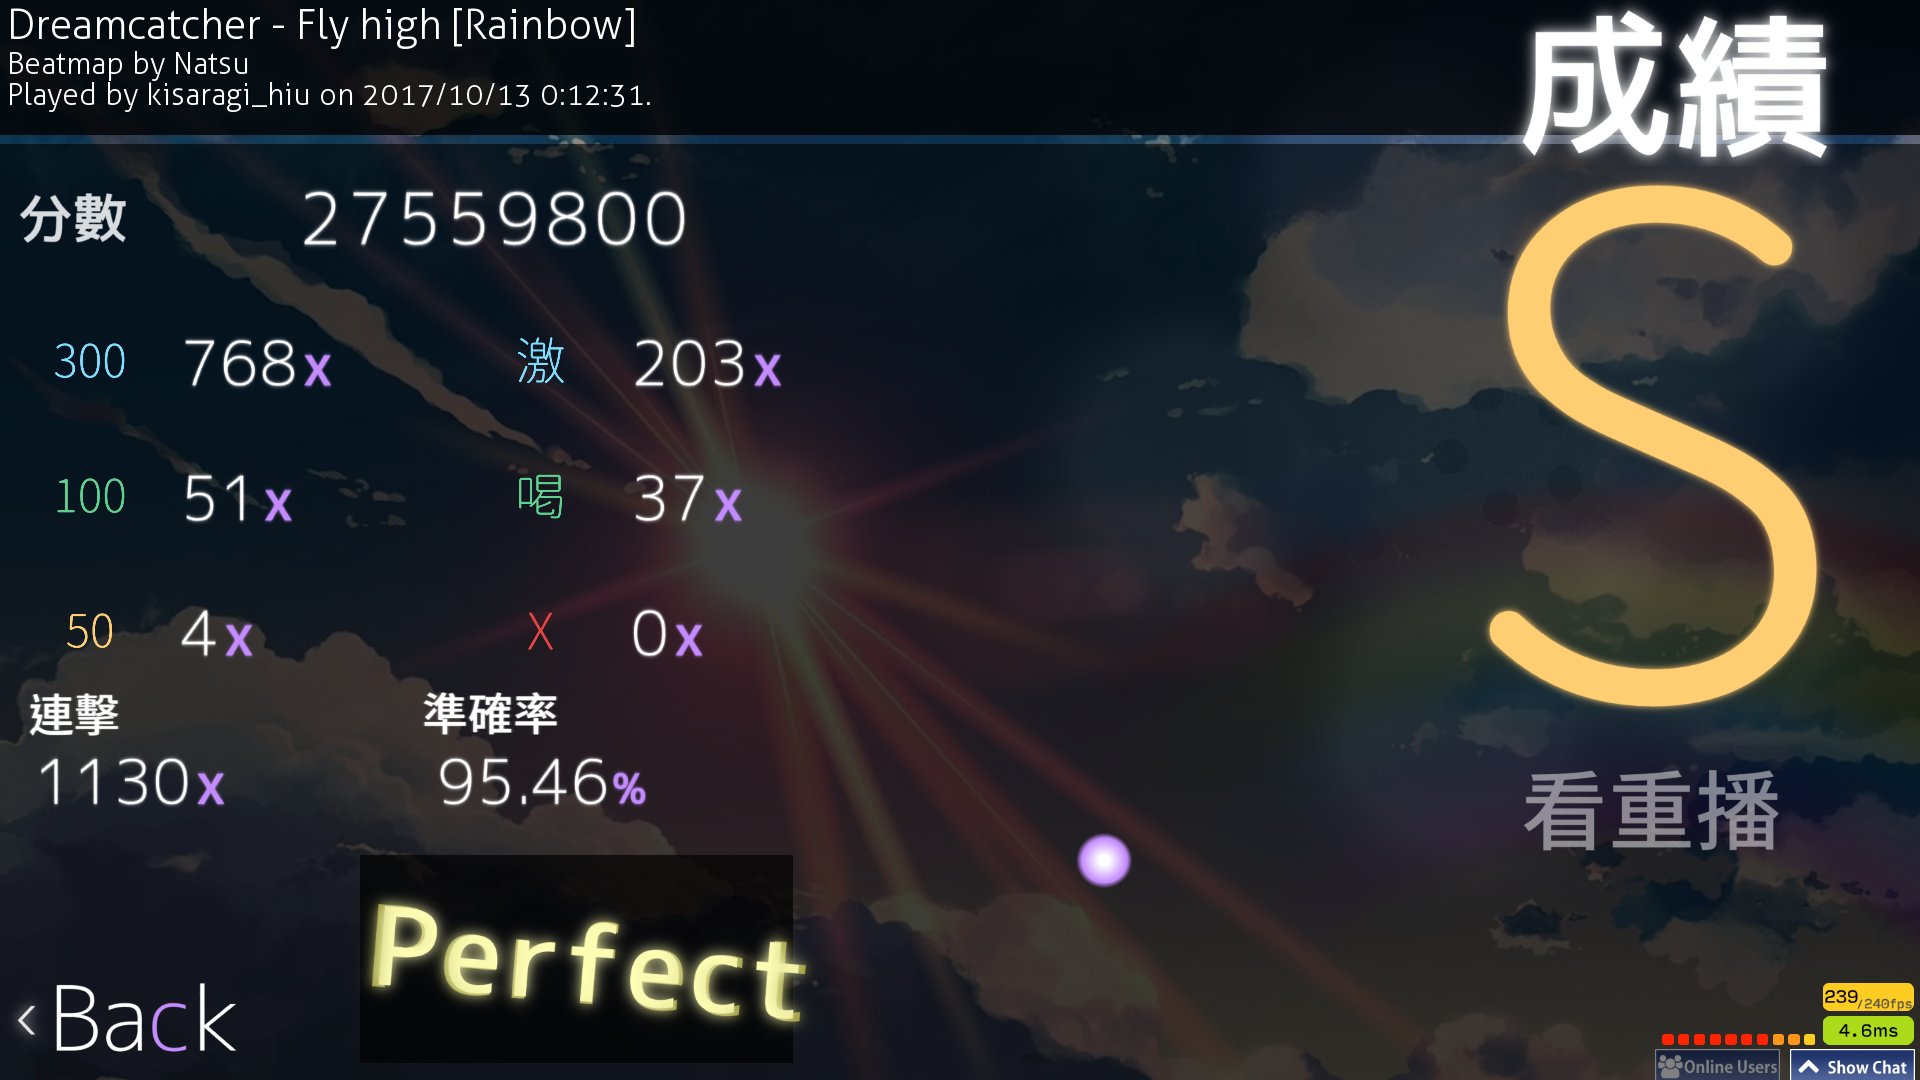 Dreamcatcher - Fly high [Rainbow]
Beatmap by Natsu
Played by kisaragi_hiu on 2017/10/13 0:12:31.
成績
分數 27559800
S
300 768x 激 203x
100 51x 喝 37x
50 4x X 0x
連擊 準確率
1130x 95.46%
看重播
Perfect
Back
239/240fps
4.6ms
Online Users Show Chat